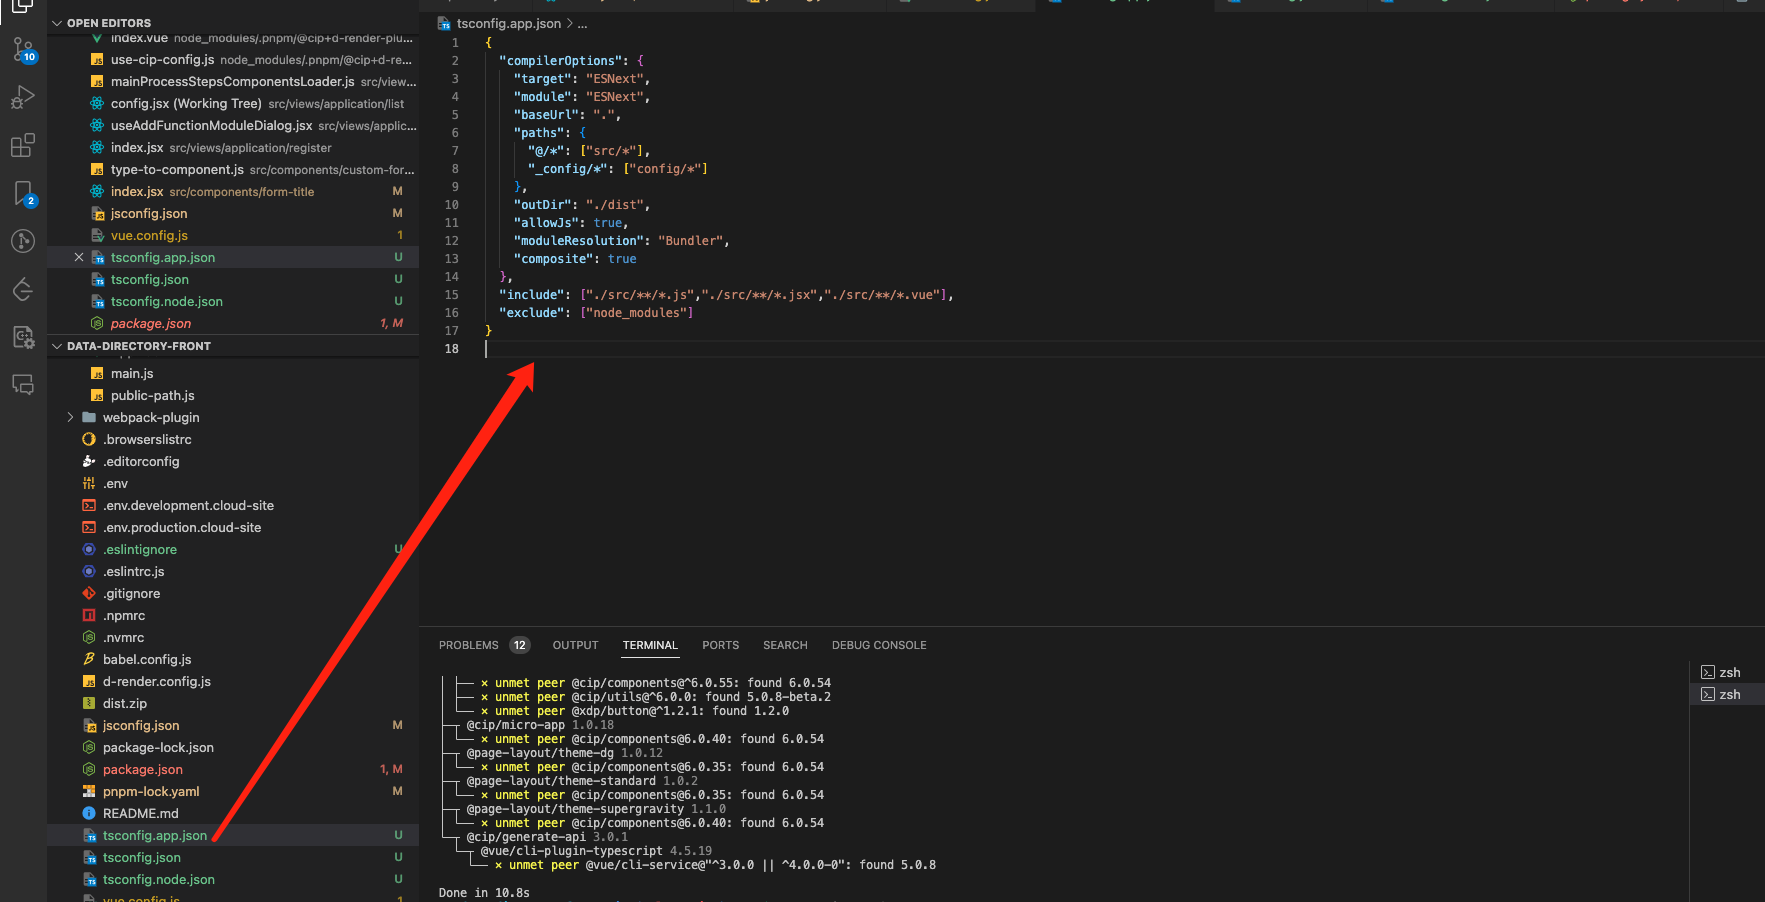 OPEN EDITORS
index.vue node_modules/.pnpm/@cip+d-render-plu...
use-cip-config.js node_modules/.pnpm/@cip+d-re...
mainProcessStepsComponentsLoader.js src/view...
config.jsx (Working Tree) src/views/application/list
useAddFunctionModuleDialog.jsx src/views/applic...
index.jsx src/views/application/register
type-to-component.js src/components/custom-for...
index.jsx src/components/form-title M
jsconfig.json M
vue.config.js 1
tsconfig.app.json U
tsconfig.json U
tsconfig.node.json U
package.json 1, M
DATA-DIRECTORY-FRONT
main.js
public-path.js
webpack-plugin
.browserslistrc
.editorconfig
.env
.env.development.cloud-site
.env.production.cloud-site
.eslintignore U
.eslintrc.js
.gitignore
.npmrc
.nvmrc
babel.config.js
d-render.config.js
dist.zip
jsconfig.json M
package-lock.json
package.json 1, M
pnpm-lock.yaml M
README.md
tsconfig.app.json U
tsconfig.json U
tsconfig.node.json U
vue.config.js 1
10
2
tsconfig.app.json > ...
1 {
2 "compilerOptions": {
3 "target": "ESNext",
4 "module": "ESNext",
5 "baseUrl": ".",
6 "paths": {
7 "@/*": ["src/*"],
8 "_config/*": ["config/*"]
9 },
10 "outDir": "./dist",
11 "allowJs": true,
12 "moduleResolution": "Bundler",
13 "composite": true
14 },
15 "include": ["./src/**/*.js","./src/**/*.jsx","./src/**/*.vue"],
16 "exclude": ["node_modules"]
17 }
18
PROBLEMS 12 OUTPUT TERMINAL PORTS SEARCH DEBUG CONSOLE
× unmet peer @cip/components@^6.0.55: found 6.0.54
× unmet peer @cip/utils@^6.0.0: found 5.0.8-beta.2
× unmet peer @xdp/button@^1.2.1: found 1.2.0
@cip/micro-app 1.0.18
× unmet peer @cip/components@6.0.40: found 6.0.54
@page-layout/theme-dg 1.0.12
× unmet peer @cip/components@6.0.35: found 6.0.54
@page-layout/theme-standard 1.0.2
× unmet peer @cip/components@6.0.35: found 6.0.54
@page-layout/theme-supergravity 1.1.0
× unmet peer @cip/components@6.0.40: found 6.0.54
@cip/generate-api 3.0.1
@vue/cli-plugin-typescript 4.5.19
× unmet peer @vue/cli-service@"^3.0.0 || ^4.0.0-0": found 5.0.8
Done in 10.8s
zsh
zsh